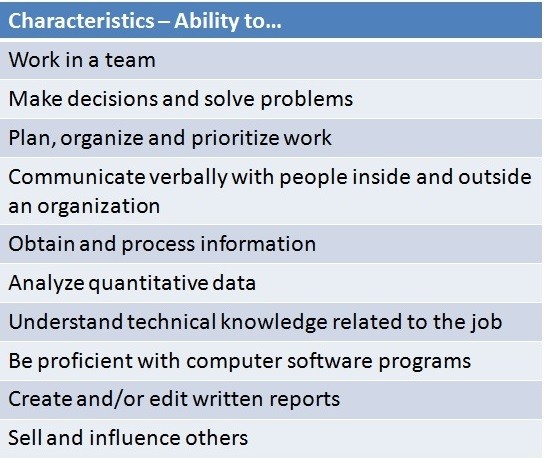 Characteristics – Ability to…
Work in a team
Make decisions and solve problems
Plan, organize and prioritize work
Communicate verbally with people inside and outside
an organization
Obtain and process information
Analyze quantitative data
Understand technical knowledge related to the job
Be proficient with computer software programs
Create and/or edit written reports
Sell and influence others